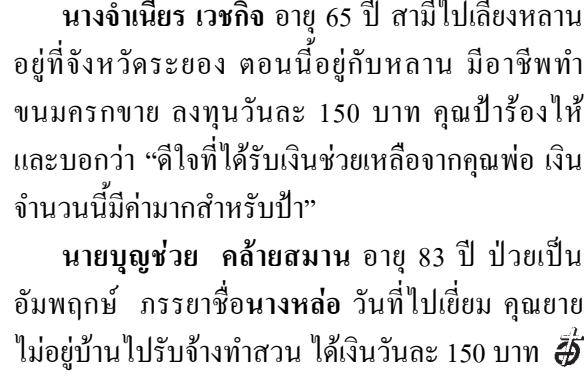 นางจำเนียร เวชกิจ อายุ 65 ปี สามีไปเลี้ยงหลาน
อยู่ที่จังหวัดระยอง ตอนนี้อยู่กับหลาน มีอาชีพทำ
ขนมครกขาย ลงทุนวันละ 150 บาท คุณป้าร้องไห้
และบอกว่า “ดีใจที่ได้รับเงินช่วยเหลือจากคุณพ่อ เงิน
จำนวนนี้มีค่ามากสำหรับป้า”
นายบุญช่วย คล้ายสมาน อายุ 83 ปี ป่วยเป็น
อัมพฤกษ์ ภรรยาชื่อนางหล่อ วันที่ไปเยี่ยม คุณยาย
ไม่อยู่บ้านไปรับจ้างทำสวน ได้เงินวันละ 150 บาท